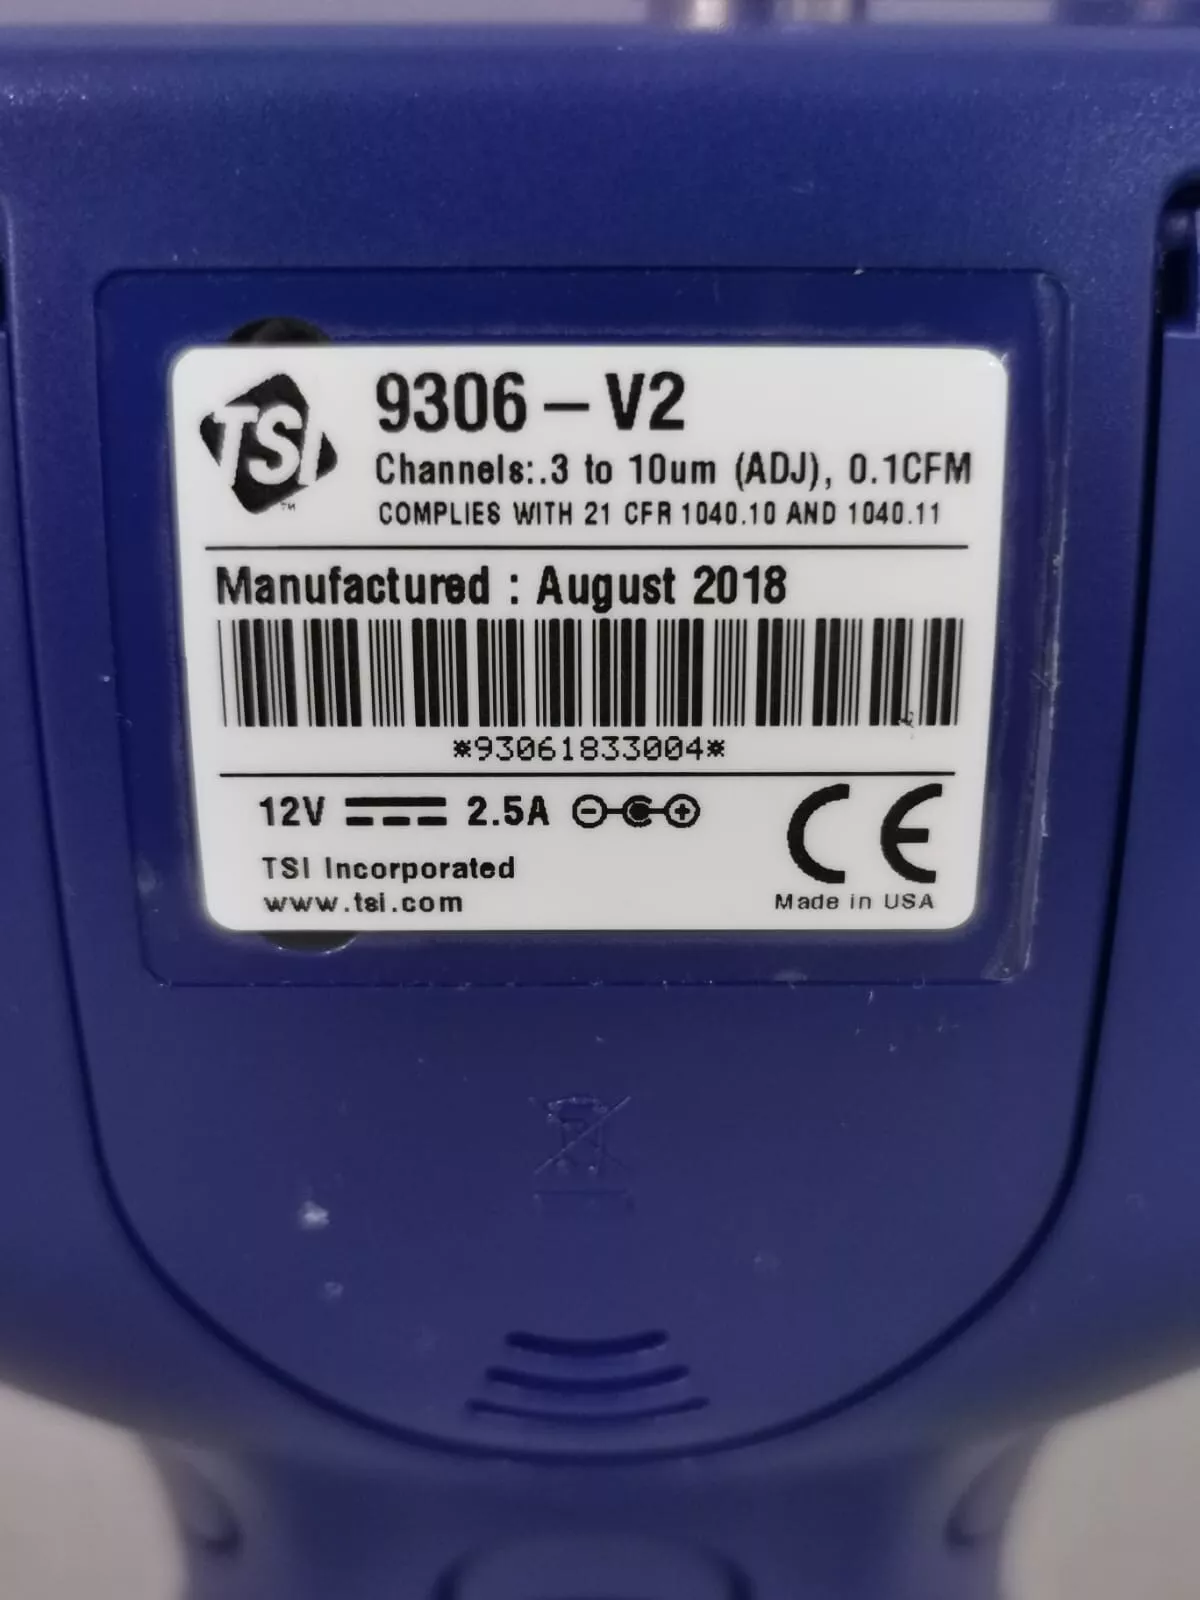 TSI
™
9306 – V2
Channels:.3 to 10um (ADJ), 0.1CFM
COMPLIES WITH 21 CFR 1040.10 AND 1040.11
Manufactured : August 2018
*93061833004*
12V 2.5A
CE
TSI Incorporated
www.tsi.com
Made in USA